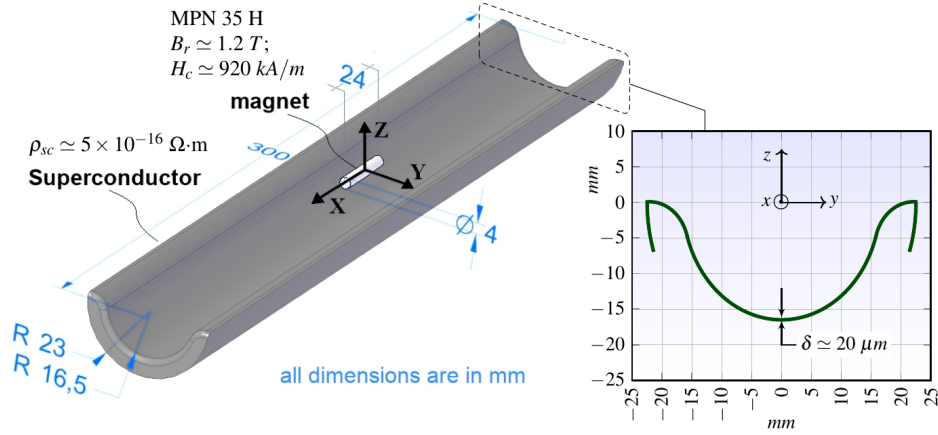 MPN 35 H
B_r ≃ 1.2 T;
H_c ≃ 920 kA/m
magnet
24
Z
ρ_sc ≃ 5 × 10^−16 Ω·m
Superconductor
300
Y
X
Ø 4
R 23
R 16,5
all dimensions are in mm
mm
10
5
0
−5
−10
−15
−20
−25
z
x
y
δ ≃ 20 μm
−25
−20
−15
−10
−5
0
5
10
15
20
25
mm